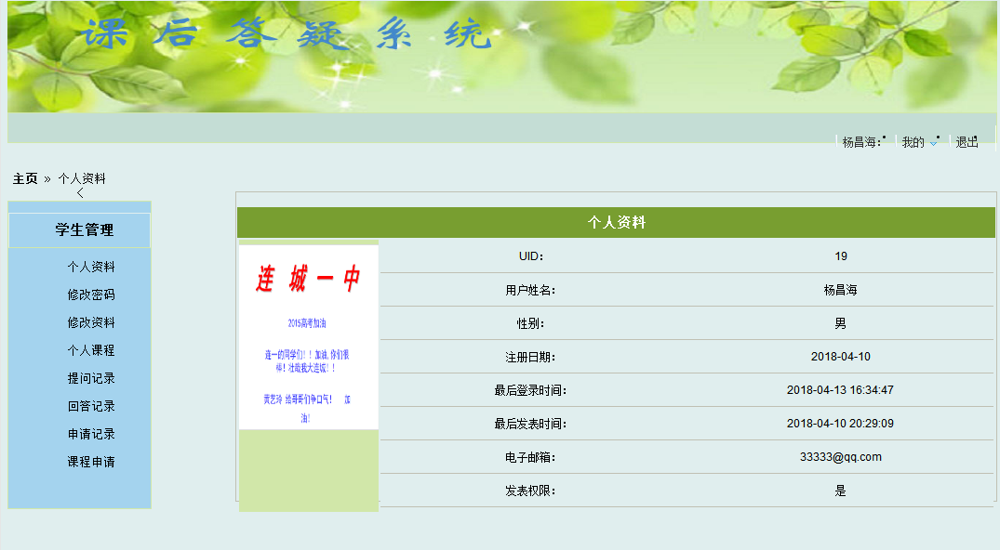 课后答疑系统
杨昌海: 我的 退出
主页 » 个人资料
学生管理
个人资料
修改密码
修改资料
个人课程
提问记录
回答记录
申请记录
课程申请
个人资料
连城一中
2015高考加油
连一的同学们！！加油,你们很
棒！壮哉我大连城！！
黄艺玲 给哥哥们争口气！ 加
油！
UID: 19
用户姓名: 杨昌海
性别: 男
注册日期: 2018-04-10
最后登录时间: 2018-04-13 16:34:47
最后发表时间: 2018-04-10 20:29:09
电子邮箱: 33333@qq.com
发表权限: 是